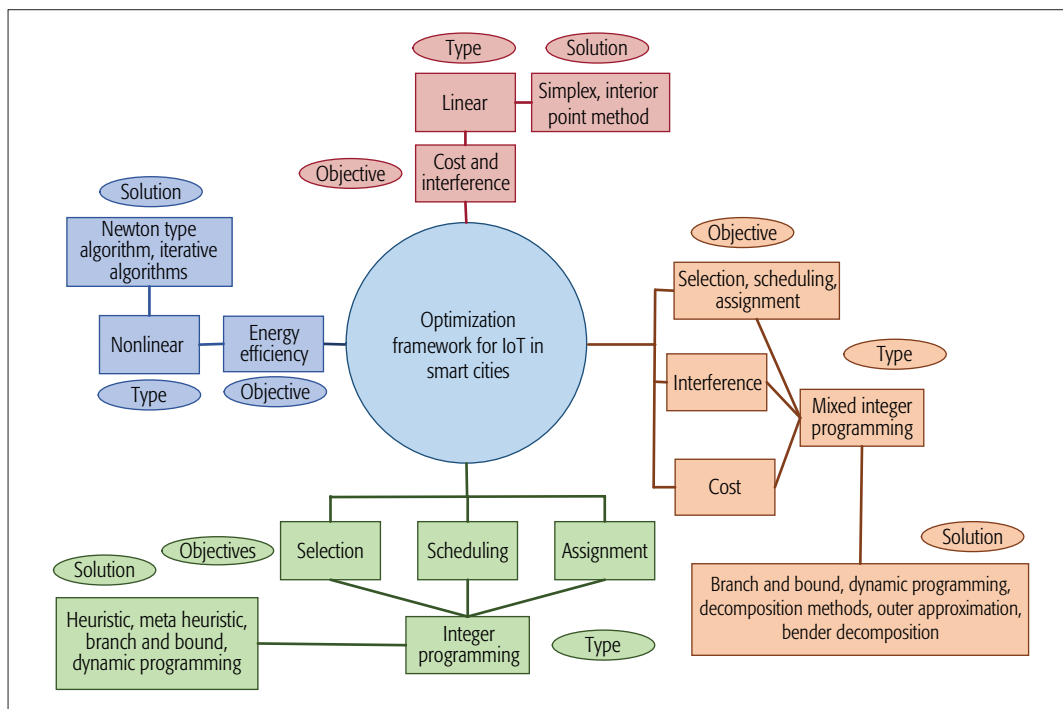 Type
Solution
Linear
Simplex, interior
point method
Objective
Cost and
interference
Solution
Newton type
algorithm, iterative
algorithms
Nonlinear
Energy
efficiency
Type
Objective
Optimization
framework for IoT in
smart cities
Objective
Selection, scheduling,
assignment
Interference
Cost
Type
Mixed integer
programming
Solution
Branch and bound, dynamic programming,
decomposition methods, outer approximation,
bender decomposition
Objectives
Selection
Scheduling
Assignment
Solution
Heuristic, meta heuristic,
branch and bound,
dynamic programming
Integer
programming
Type